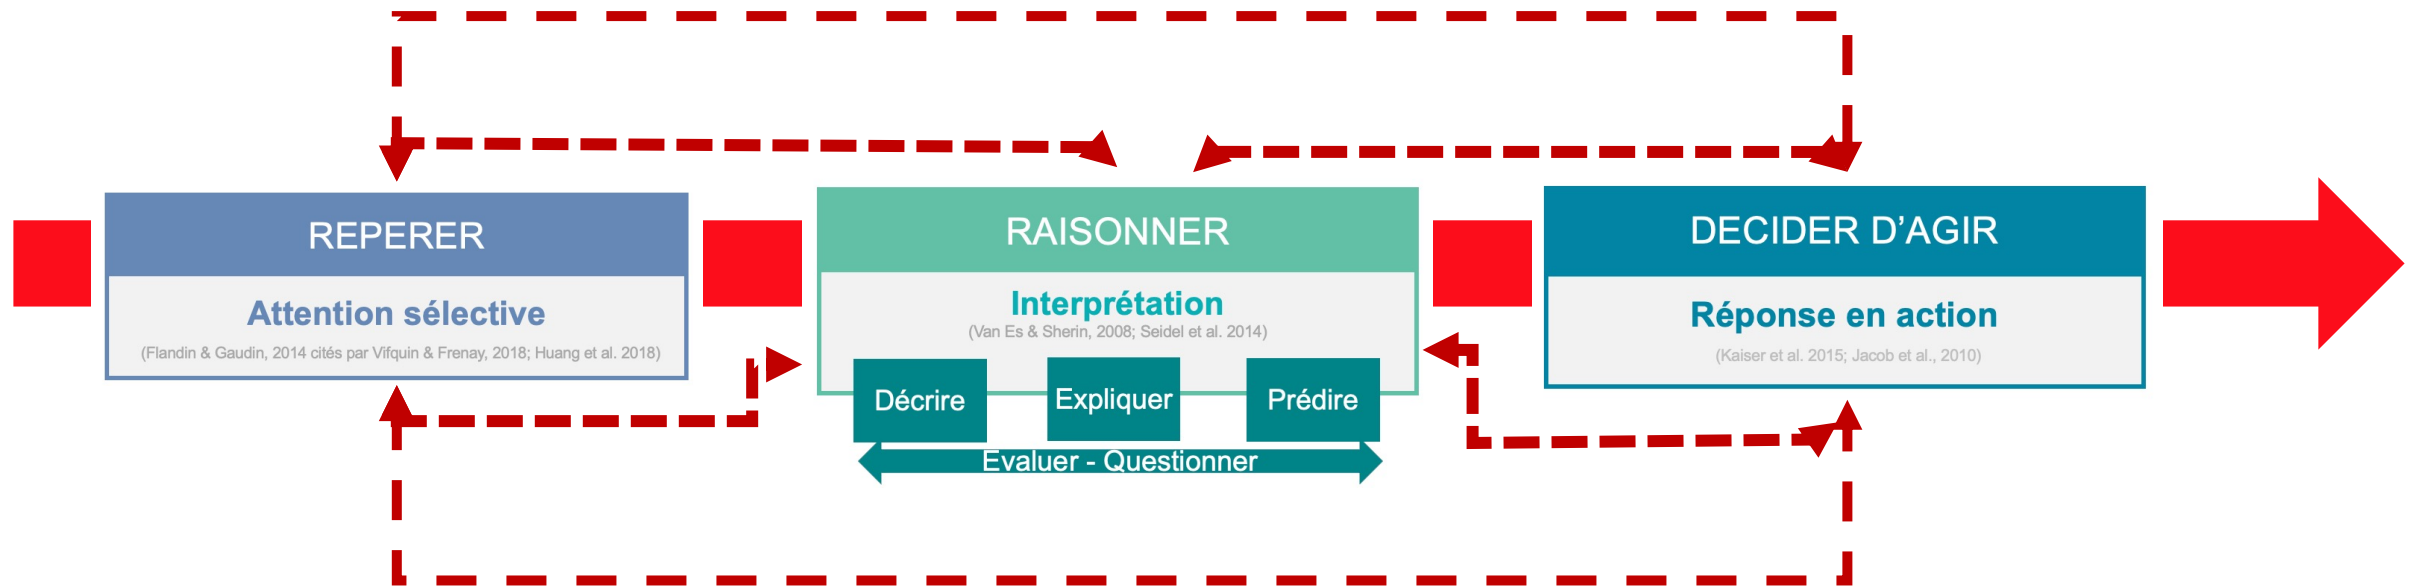 REPERER
Attention sélective
(Flandin & Gaudin, 2014 cités par Vifquin & Frenay, 2018; Huang et al. 2018)
RAISONNER
Interprétation
(Van Es & Sherin, 2008; Seidel et al. 2014)
Décrire
Expliquer
Prédire
Evaluer - Questionner
DECIDER D’AGIR
Réponse en action
(Kaiser et al. 2015; Jacob et al., 2010)